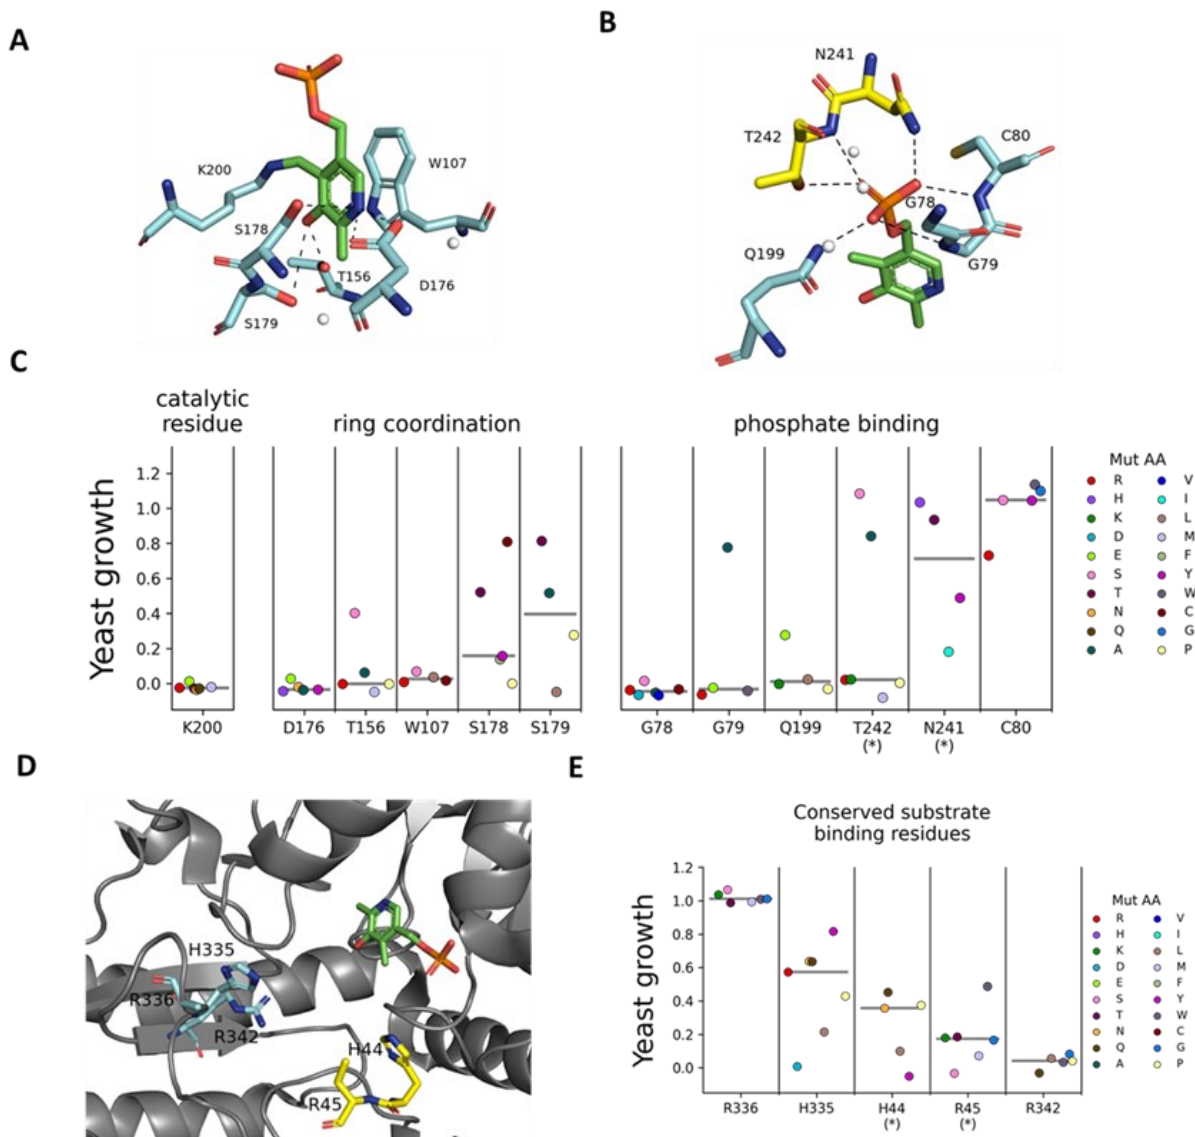 A
K200
W107
S178
T156
D176
S179
B
N241
T242
C80
G78
Q199
G79
C
catalytic
residue
ring coordination
phosphate binding
Yeast growth
1.2
1.0
0.8
0.6
0.4
0.2
0.0
K200
D176
T156
W107
S178
S179
G78
G79
Q199
T242
(*)
N241
(*)
C80
Mut AA
R V
H I
K L
D M
E F
S Y
T W
N C
Q G
A P
D
H335
R336
R342
H44
R45
E
Conserved substrate
binding residues
Yeast growth
1.2
1.0
0.8
0.6
0.4
0.2
0.0
R336
H335
H44
(*)
R45
(*)
R342
Mut AA
R V
H I
K L
D M
E F
S Y
T W
N C
Q G
A P